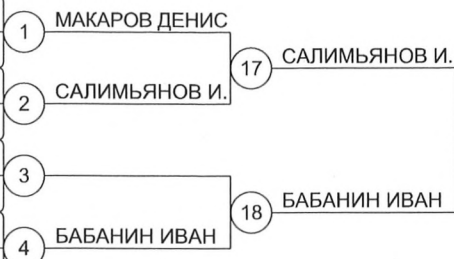 1 МАКАРОВ ДЕНИС
17 САЛИМЬЯНОВ И.
2 САЛИМЬЯНОВ И.
3
18 БАБАНИН ИВАН
4 БАБАНИН ИВАН